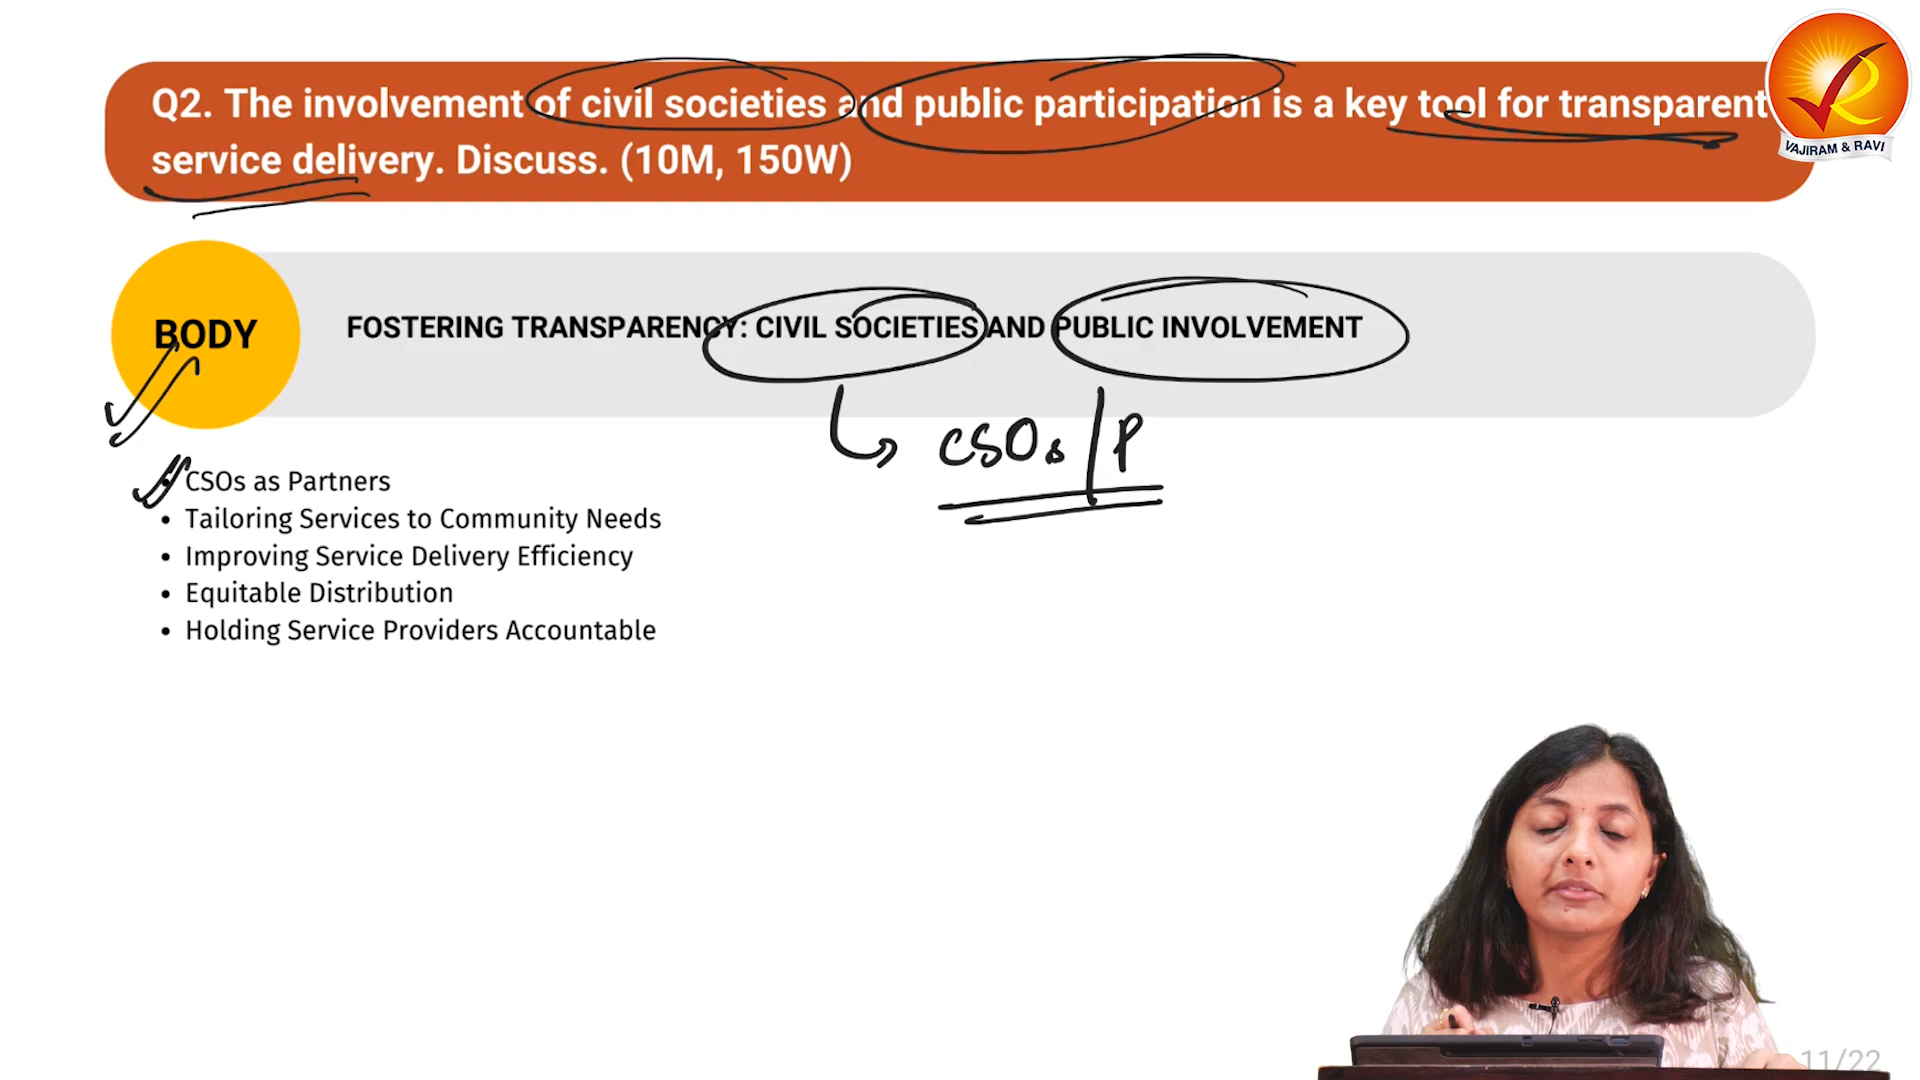 Q2. The involvement of civil societies and public participation is a key tool for transparent
service delivery. Discuss. (10M, 150W)
VAJIRAM & RAVI
BODY
FOSTERING TRANSPARENCY: CIVIL SOCIETIES AND PUBLIC INVOLVEMENT
CSOs / P
• CSOs as Partners
• Tailoring Services to Community Needs
• Improving Service Delivery Efficiency
• Equitable Distribution
• Holding Service Providers Accountable
11/22